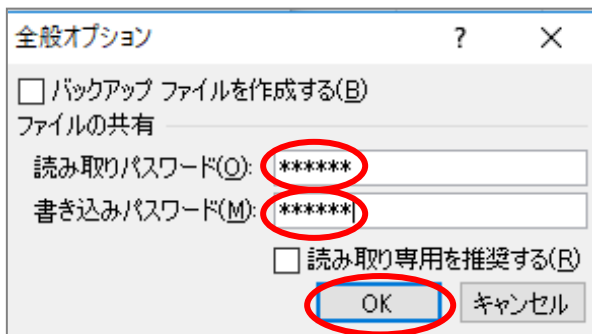 全般オプション ? ×
バックアップ ファイルを作成する(B)
ファイルの共有
読み取りパスワード(O): ******
書き込みパスワード(M): ******
読み取り専用を推奨する(R)
OK キャンセル